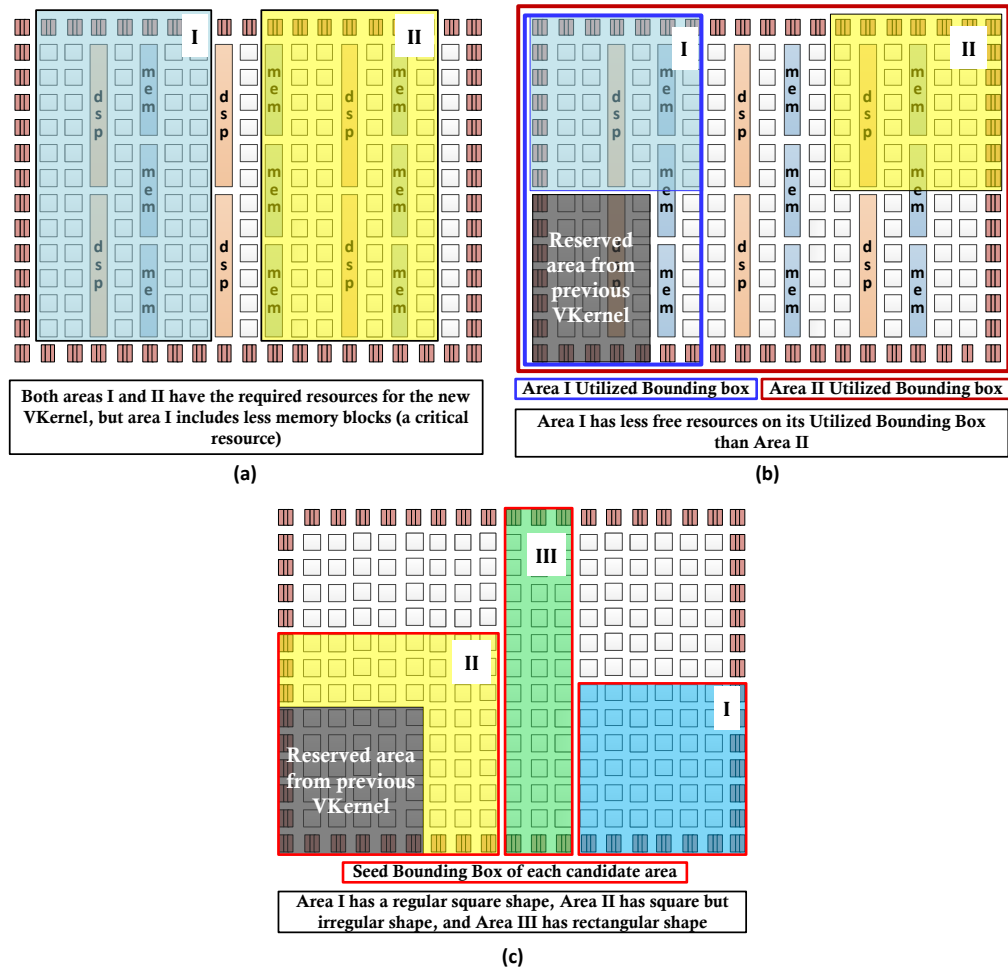 I
II
dsp
mem
dsp
mem
dsp
mem
mem
mem
dsp
mem
dsp
mem
dsp
mem
dsp
mem
Both areas I and II have the required resources for the new
VKernel, but area I includes less memory blocks (a critical
resource)
(a)
I
II
dsp
mem
dsp
mem
dsp
mem
mem
mem
mem
Reserved
area from
previous
VKernel
dsp
mem
dsp
mem
dsp
mem
Area I Utilized Bounding box
Area II Utilized Bounding box
Area I has less free resources on its Utilized Bounding Box
than Area II
(b)
III
II
I
Reserved area
from previous
VKernel
Seed Bounding Box of each candidate area
Area I has a regular square shape, Area II has square but
irregular shape, and Area III has rectangular shape
(c)